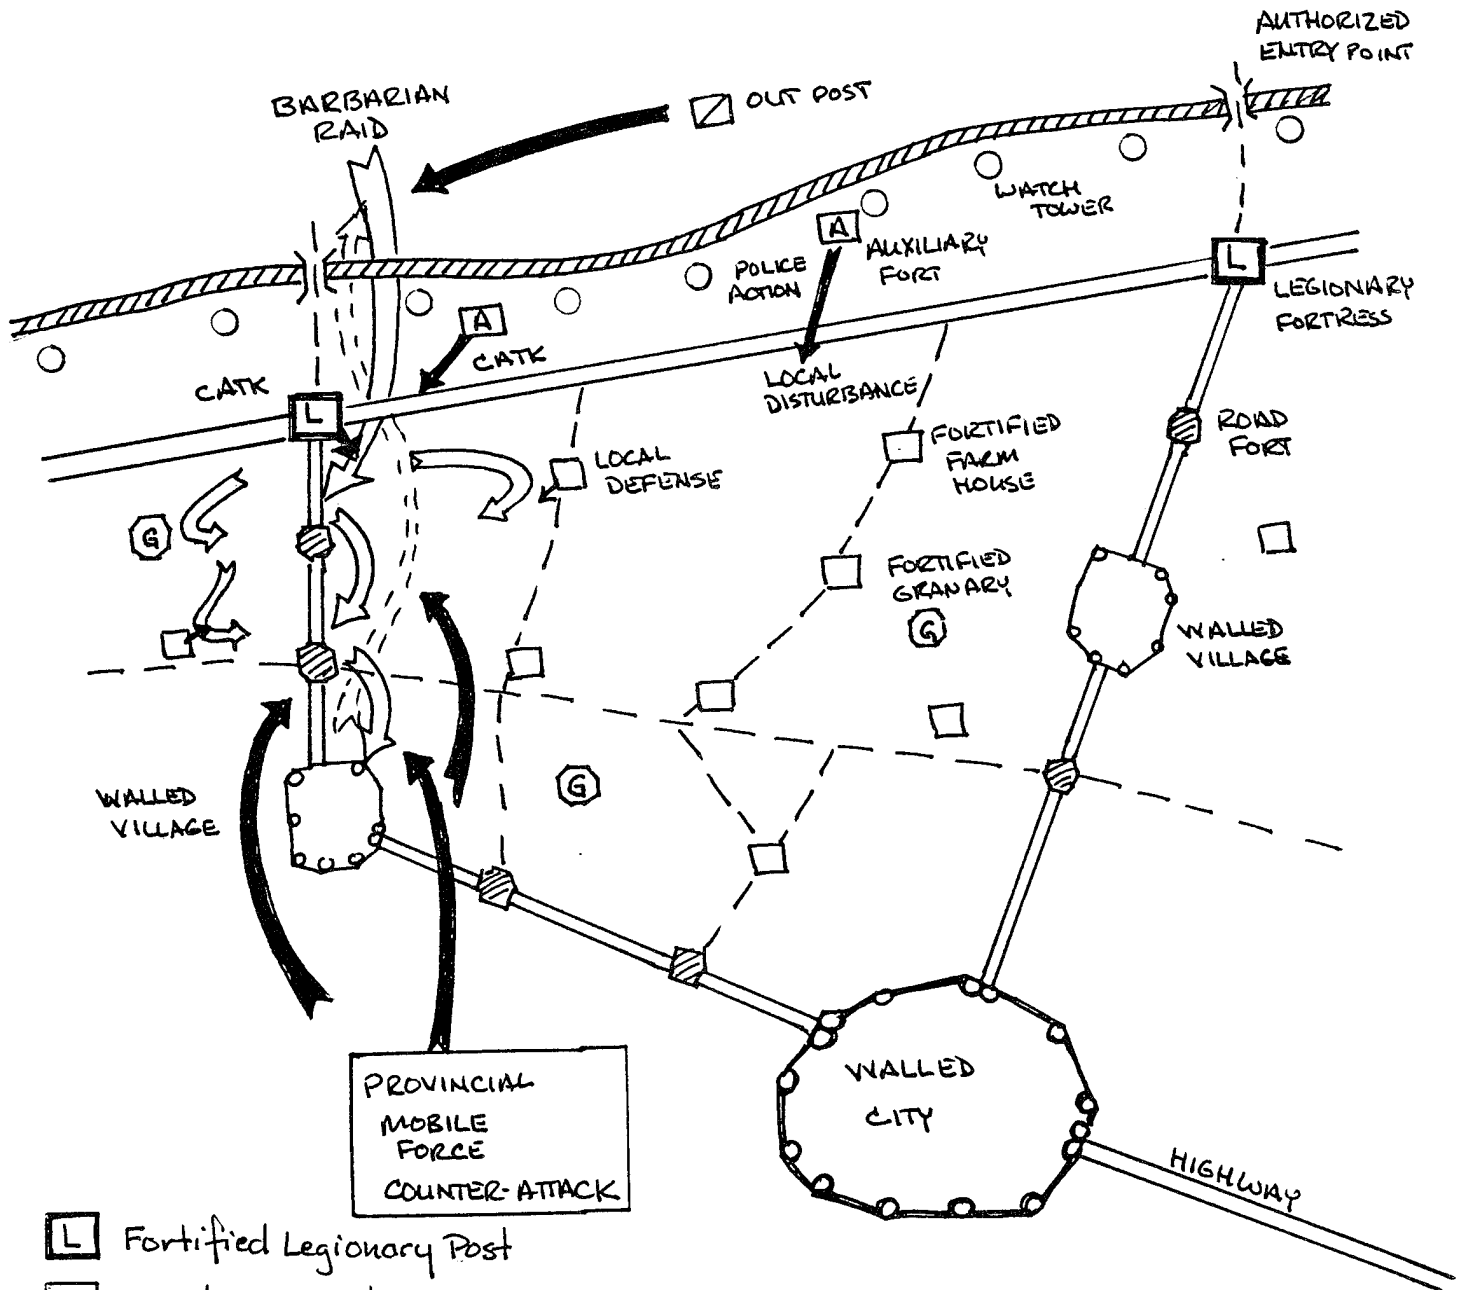 AUTHORIZED
ENTRY POINT
BARBARIAN
RAID
OUT POST
WATCH
TOWER
A
AUXILIARY
FORT
POLICE
ACTION
L
LEGIONARY
FORTRESS
A
CATK
CATK
L
LOCAL
DISTURBANCE
LOCAL
DEFENSE
FORTIFIED
FARM
HOUSE
ROAD
FORT
G
FORTIFIED
GRANARY
G
WALLED
VILLAGE
G
WALLED
VILLAGE
WALLED
CITY
PROVINCIAL
MOBILE
FORCE
COUNTER-ATTACK
HIGHWAY
L Fortified Legionary Post